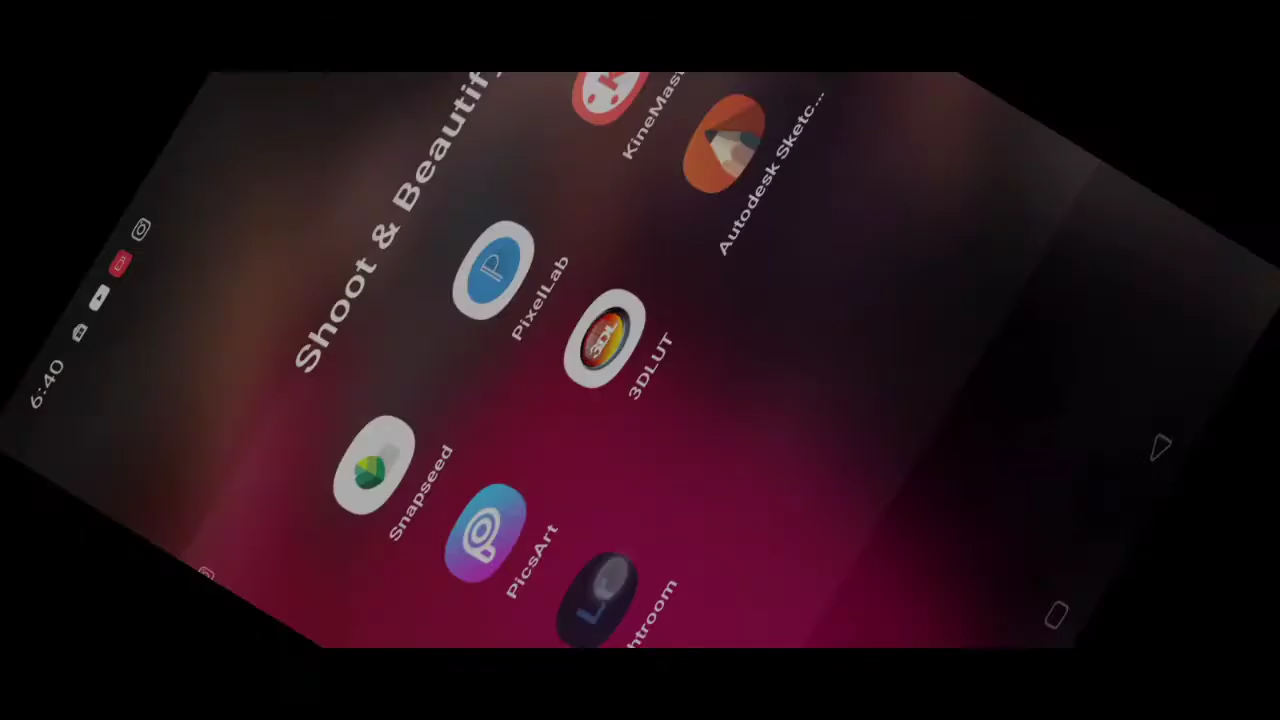 6:40
Shoot & Beautif
Snapseed
PixelLab
KineMas
PicsArt
3DLUT
Autodesk Sketc...
htroom